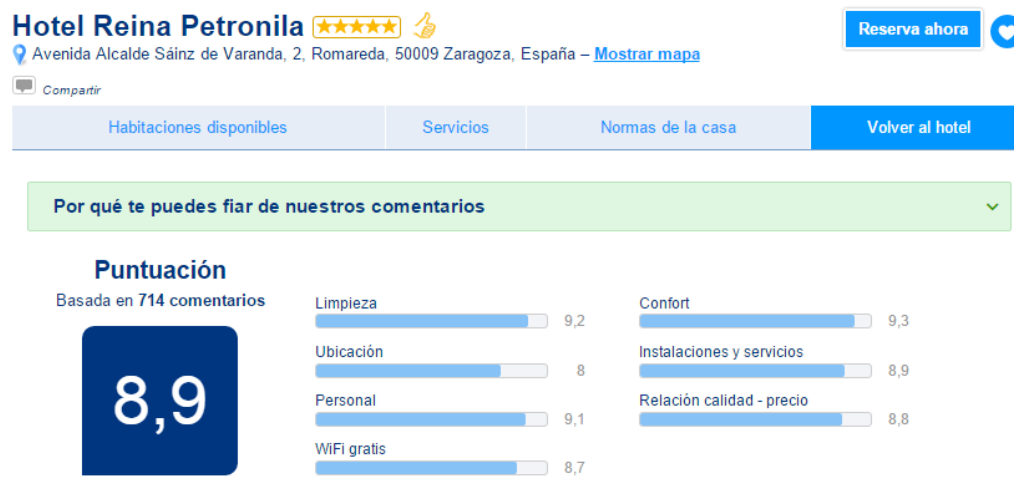 Hotel Reina Petronila
Reserva ahora
Avenida Alcalde Sáinz de Varanda, 2, Romareda, 50009 Zaragoza, España – Mostrar mapa
Compartir
Habitaciones disponibles Servicios Normas de la casa Volver al hotel
Por qué te puedes fiar de nuestros comentarios
Puntuación
Basada en 714 comentarios
8,9
Limpieza
9,2
Ubicación
8
Personal
9,1
WiFi gratis
8,7
Confort
9,3
Instalaciones y servicios
8,9
Relación calidad - precio
8,8